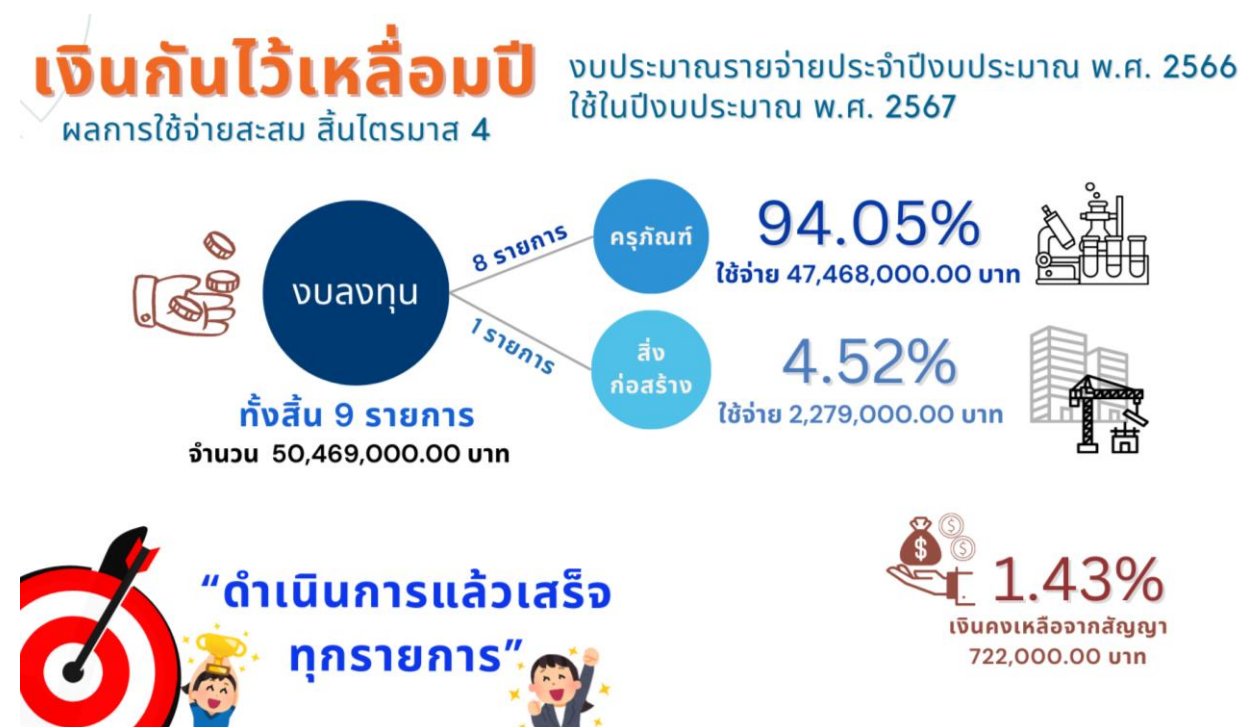 เงินกันไว้เหลื่อมปี
ผลการใช้จ่ายสะสม สิ้นไตรมาส 4
งบประมาณรายจ่ายประจำปีงบประมาณ พ.ศ. 2566
ใช้ในปีงบประมาณ พ.ศ. 2567
งบลงทุน
ทั้งสิ้น 9 รายการ
จำนวน 50,469,000.00 บาท
8 รายการ
ครุภัณฑ์
94.05%
ใช้จ่าย 47,468,000.00 บาท
1 รายการ
สิ่ง
ก่อสร้าง
4.52%
ใช้จ่าย 2,279,000.00 บาท
“ดำเนินการแล้วเสร็จ
ทุกรายการ”
$
$
$
1.43%
เงินคงเหลือจากสัญญา
722,000.00 บาท